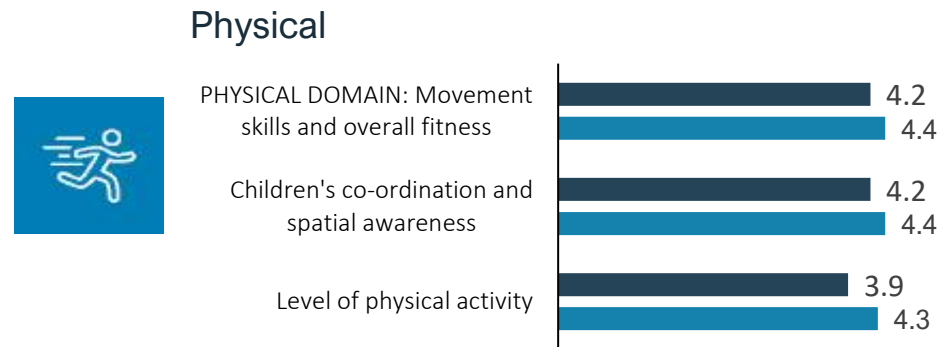 Physical
PHYSICAL DOMAIN: Movement
skills and overall fitness
4.2
4.4
Children's co-ordination and
spatial awareness
4.2
4.4
Level of physical activity
3.9
4.3